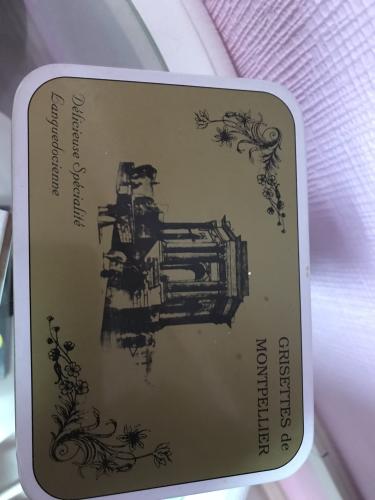 GRISETTES de
MONTPELLIER
Délicieuse Spécialité
Languedocienne